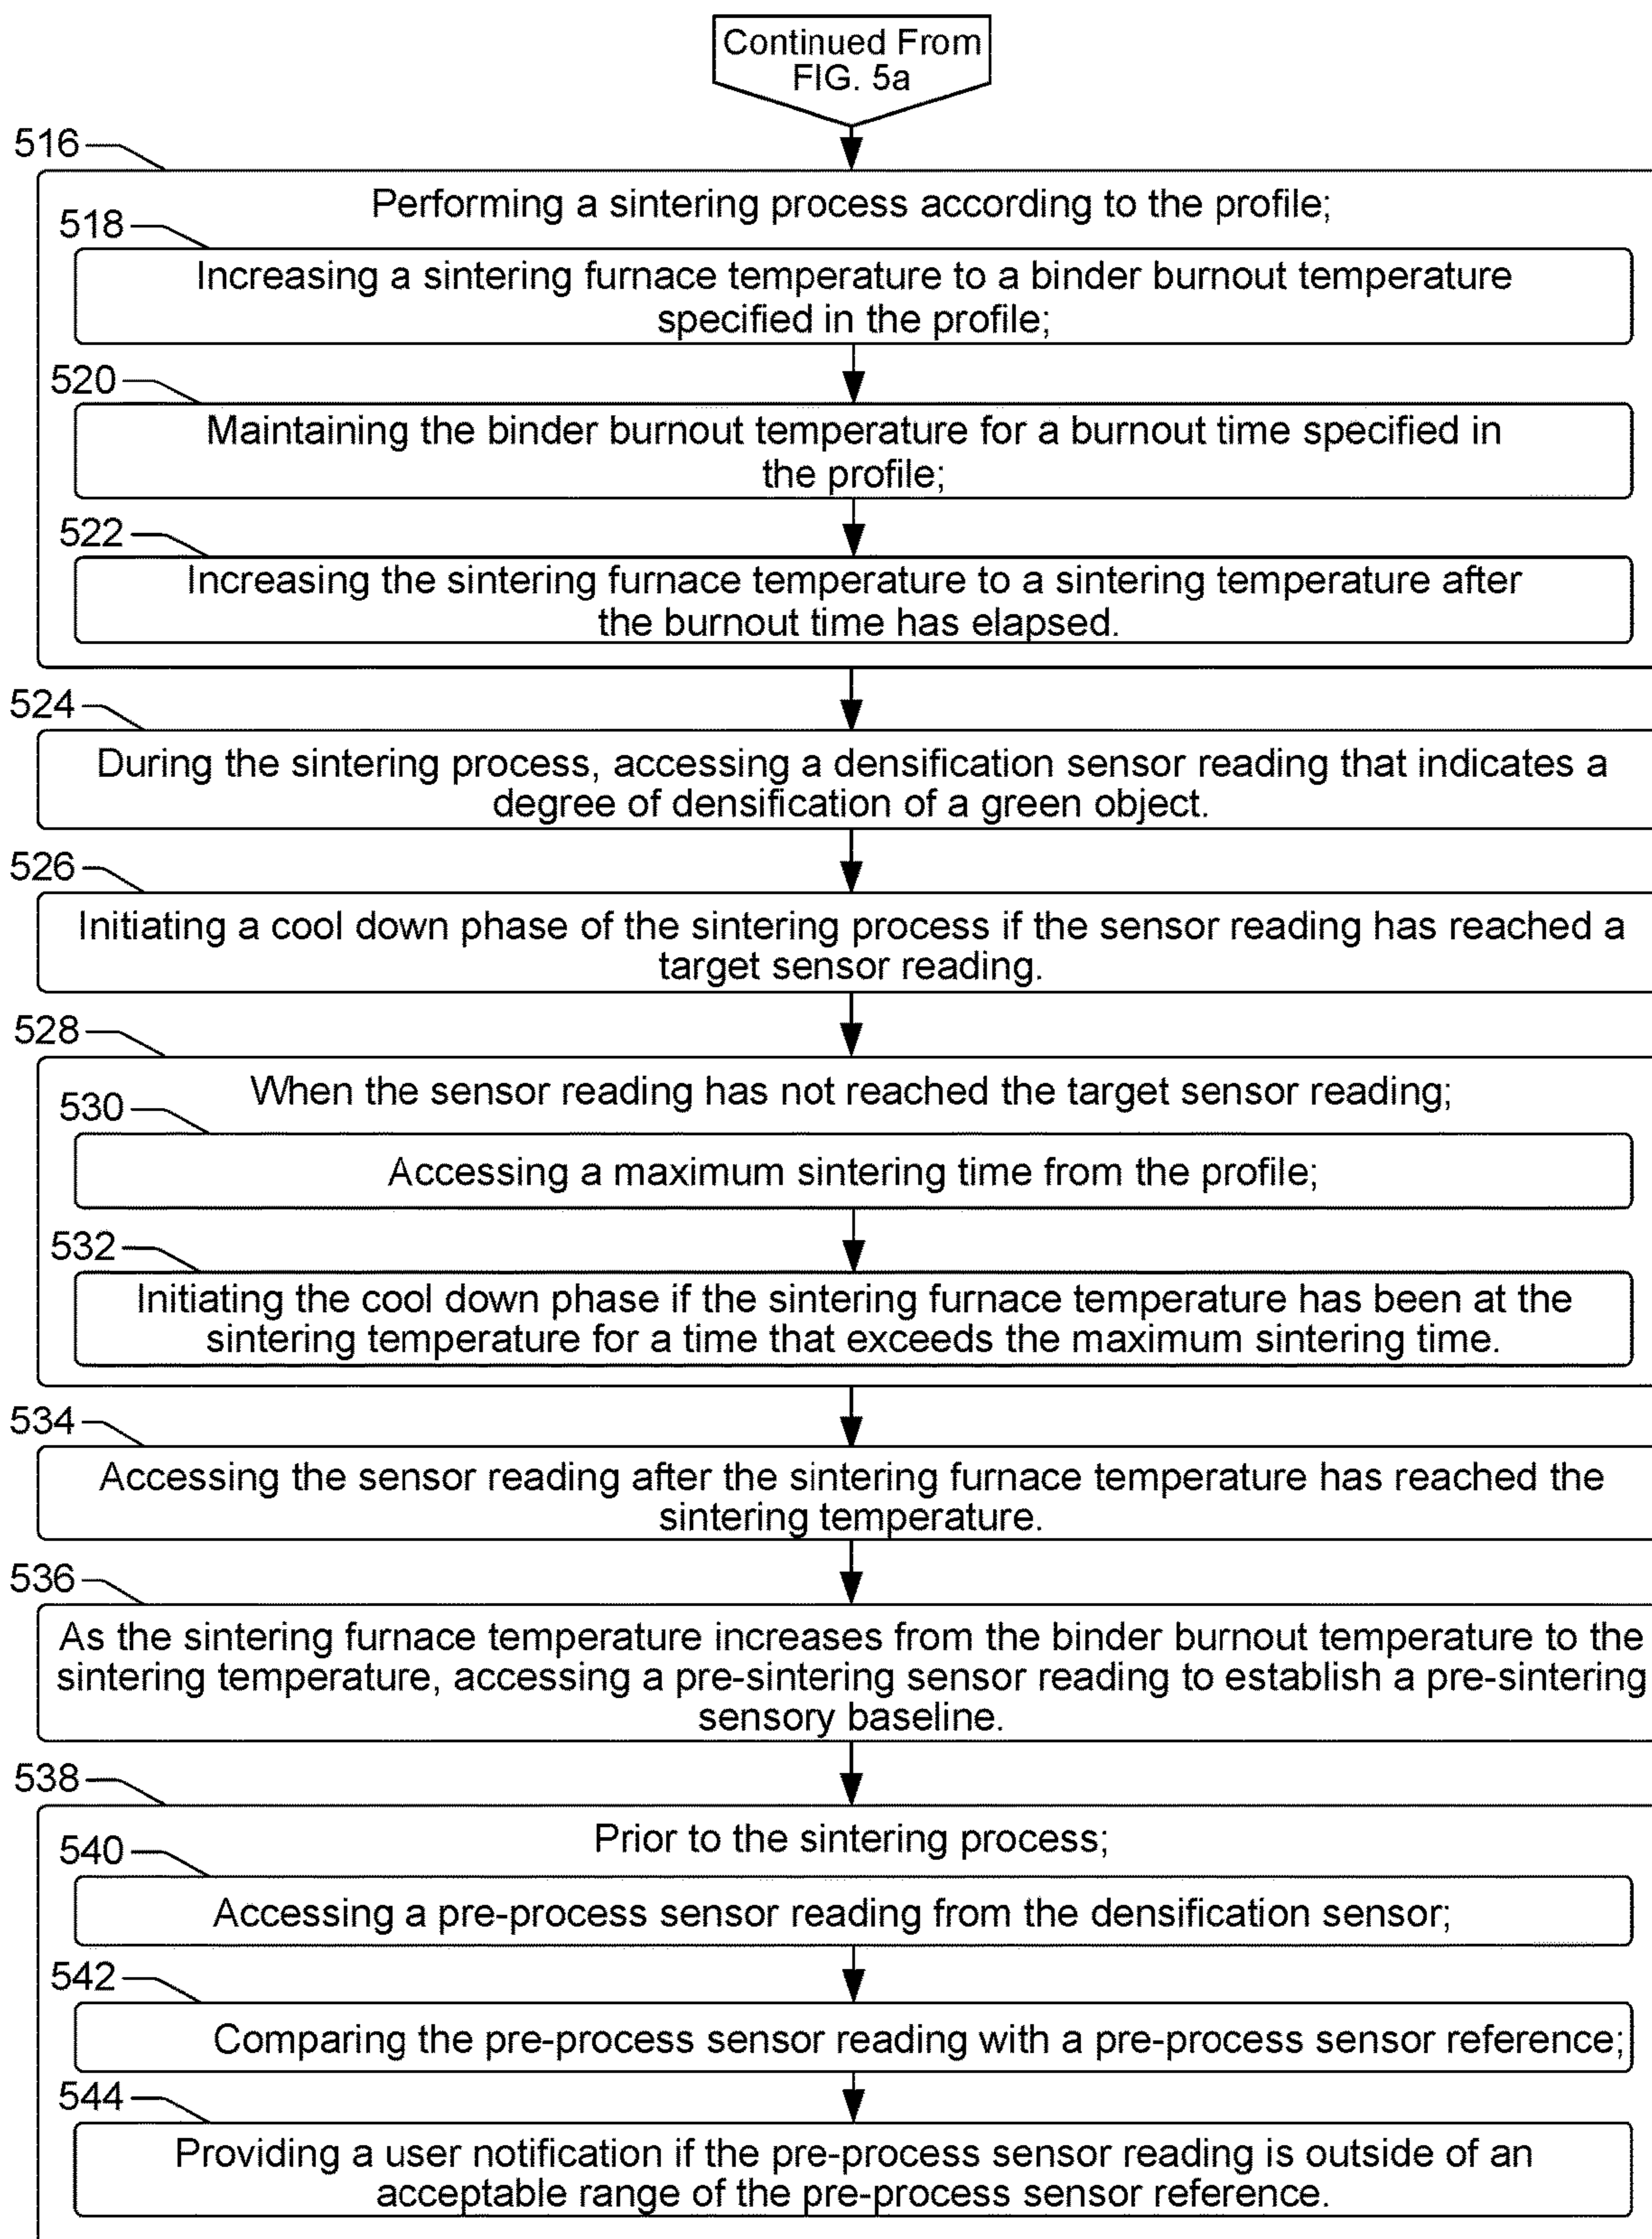 Continued From
FIG. 5a
516
Performing a sintering process according to the profile;
518
Increasing a sintering furnace temperature to a binder burnout temperature
specified in the profile;
520
Maintaining the binder burnout temperature for a burnout time specified in
the profile;
522
Increasing the sintering furnace temperature to a sintering temperature after
the burnout time has elapsed.
524
During the sintering process, accessing a densification sensor reading that indicates a
degree of densification of a green object.
526
Initiating a cool down phase of the sintering process if the sensor reading has reached a
target sensor reading.
528
When the sensor reading has not reached the target sensor reading;
530
Accessing a maximum sintering time from the profile;
532
Initiating the cool down phase if the sintering furnace temperature has been at the
sintering temperature for a time that exceeds the maximum sintering time.
534
Accessing the sensor reading after the sintering furnace temperature has reached the
sintering temperature.
536
As the sintering furnace temperature increases from the binder burnout temperature to the
sintering temperature, accessing a pre-sintering sensor reading to establish a pre-sintering
sensory baseline.
538
Prior to the sintering process;
540
Accessing a pre-process sensor reading from the densification sensor;
542
Comparing the pre-process sensor reading with a pre-process sensor reference;
544
Providing a user notification if the pre-process sensor reading is outside of an
acceptable range of the pre-process sensor reference.